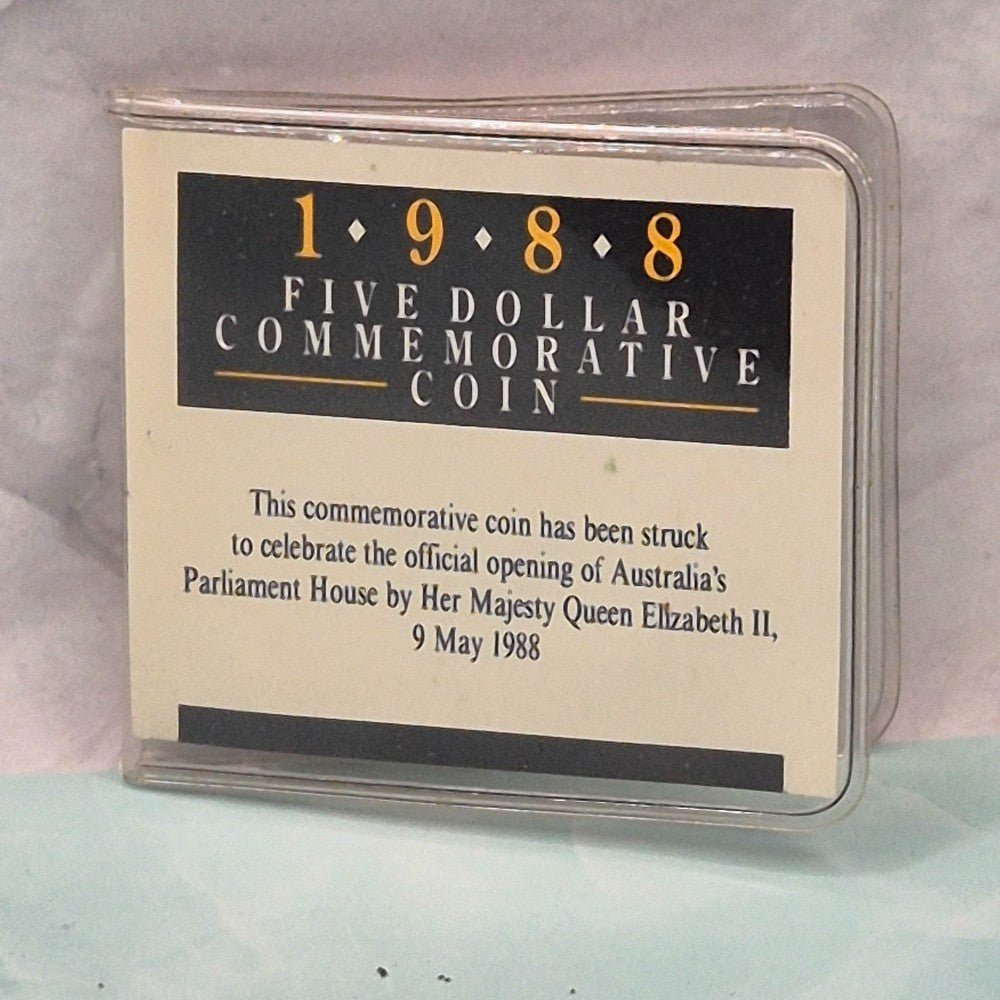 1 ⬥ 9 ⬥ 8 ⬥ 8
FIVE DOLLAR
COMMEMORATIVE
COIN
This commemorative coin has been struck
to celebrate the official opening of Australia's
Parliament House by Her Majesty Queen Elizabeth II,
9 May 1988